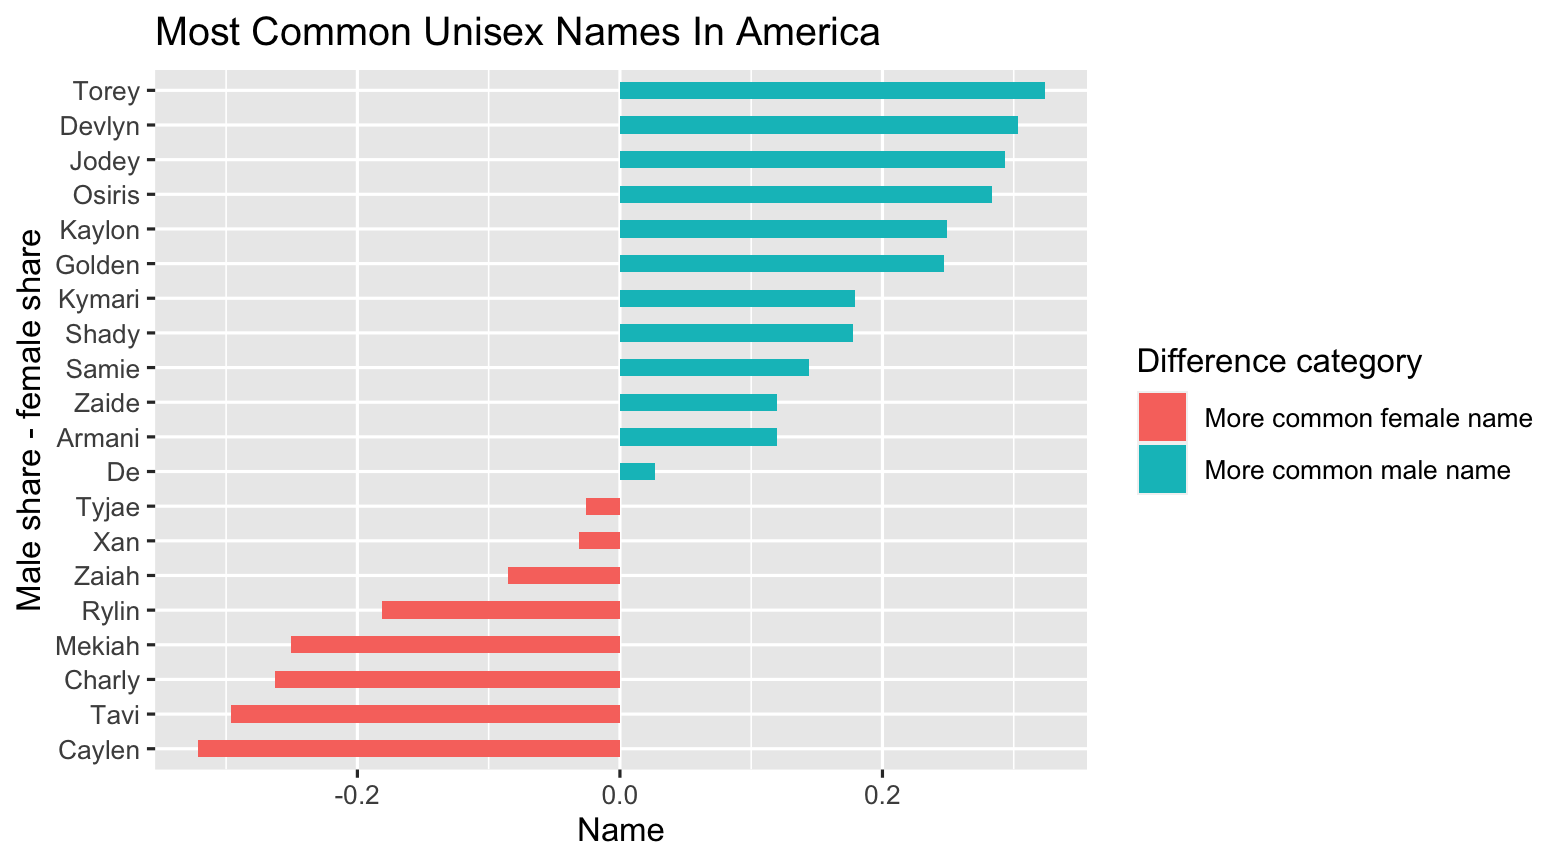 Most Common Unisex Names In America
Male share - female share
Torey
Devlyn
Jodey
Osiris
Kaylon
Golden
Kymari
Shady
Samie
Zaide
Armani
De
Tyjae
Xan
Zaiah
Rylin
Mekiah
Charly
Tavi
Caylen
-0.2 0.0 0.2
Name
Difference category
More common female name
More common male name